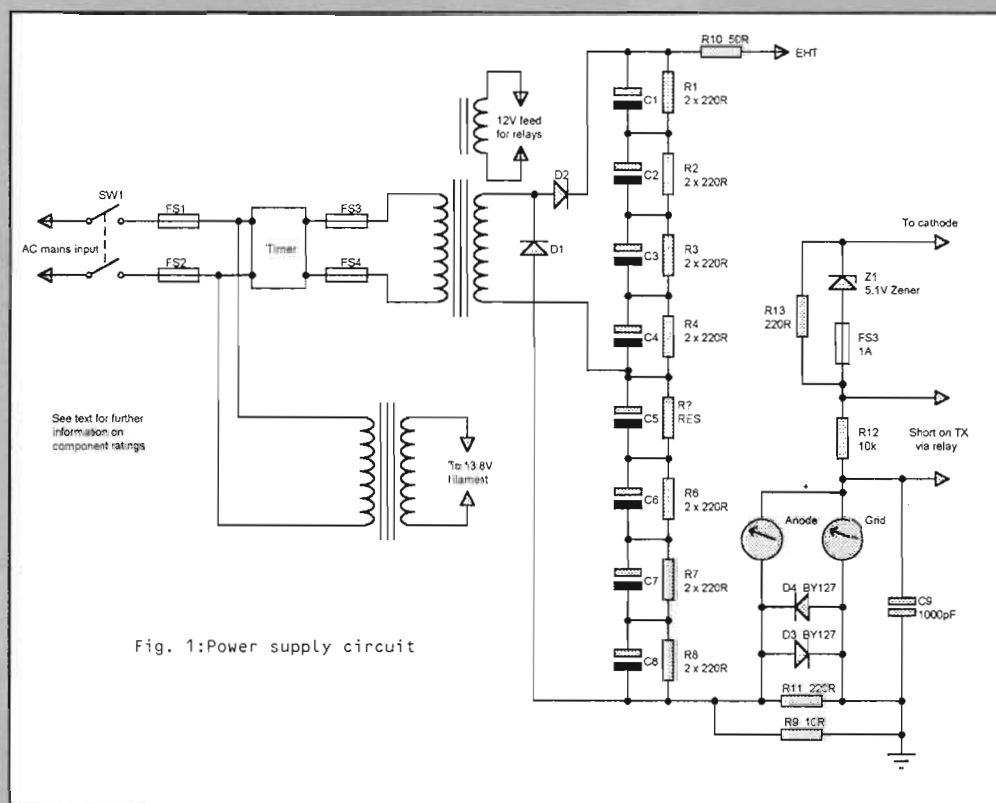 R10 50R
EHT
C1
R1
2 x 220R
12V feed
for relays
C2
R2
2 x 220R
D2
SW1
FS1
FS3
AC mains input
Timer
FS2
FS4
D1
C3
R3
2 x 220R
To cathode
Z1
5.1V Zener
R13
220R
FS3
1A
C4
R4
2 x 220R
C5
R?
RES
R12
10k
Short on TX
via relay
See text for further
information on
component ratings
To 13.8V
filament
C6
R6
2 x 220R
+
Anode
Grid
C7
R7
2 x 220R
D4 BY127
C9
1000pF
D3 BY127
Fig. 1:Power supply circuit
C8
R8
2 x 220R
R11 220R
R9 10R